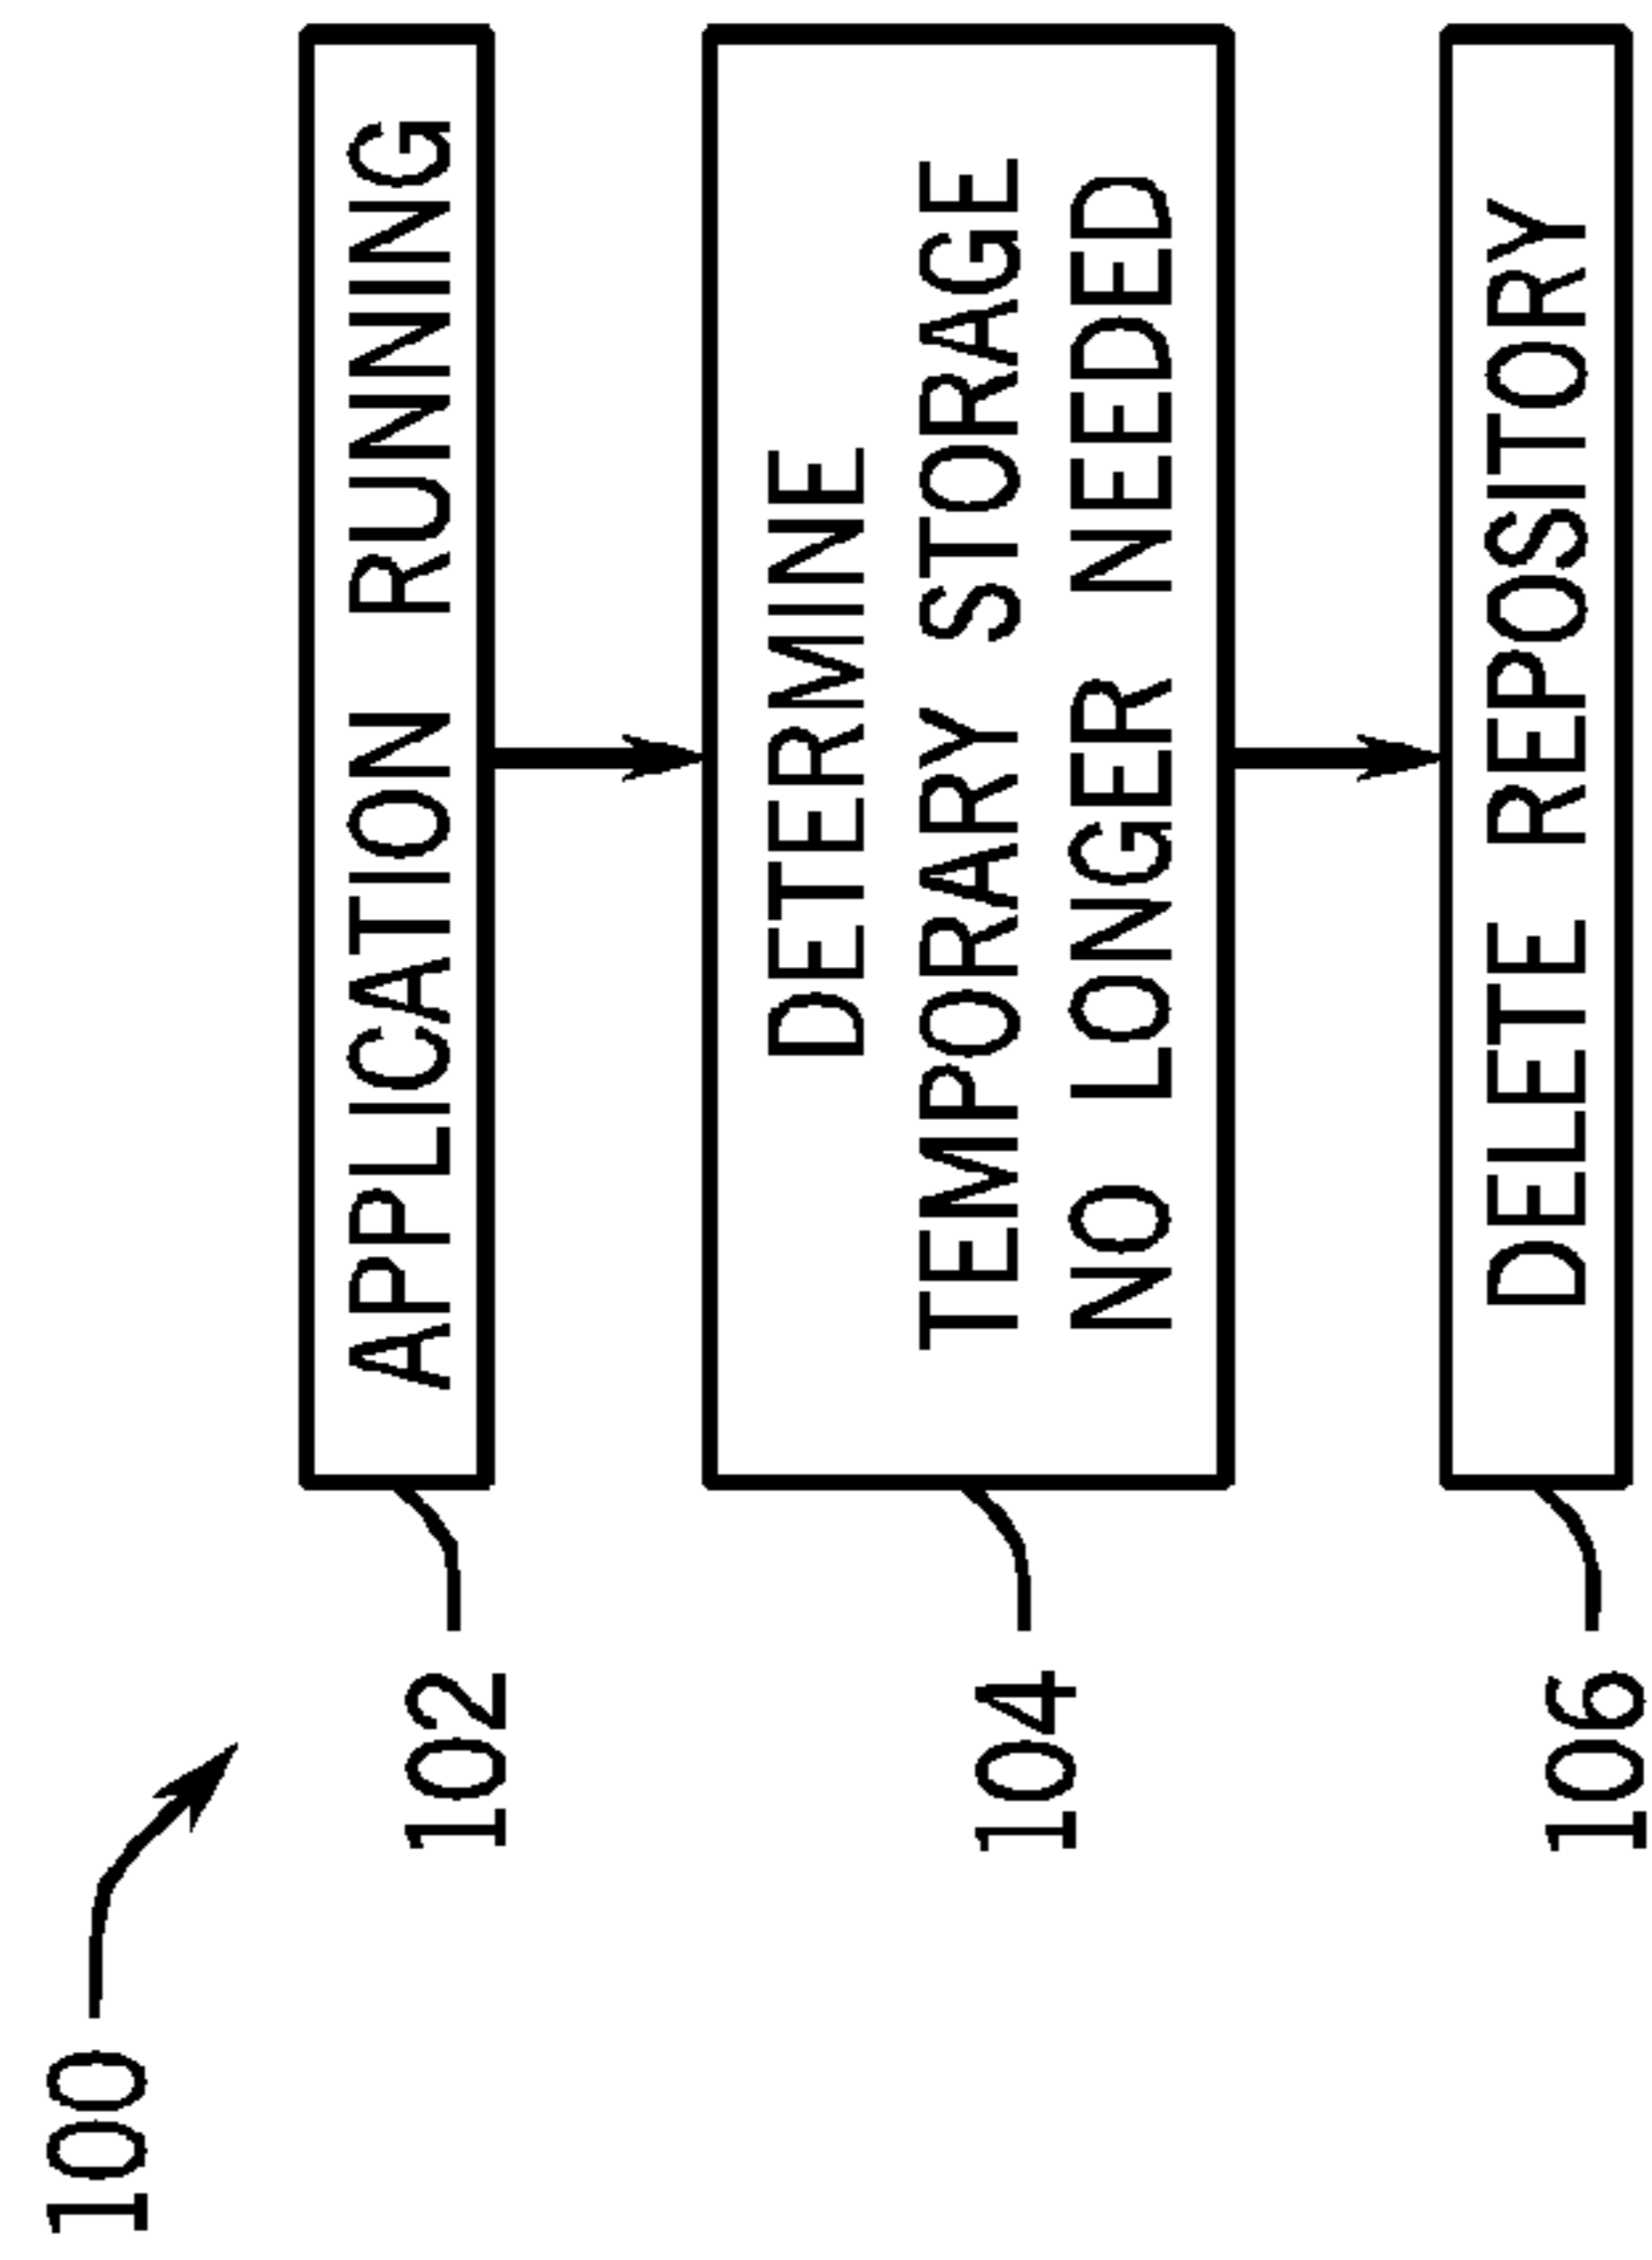 100
102
APPLICATION RUNNING
104
DETERMINE
TEMPORARY STORAGE
NO LONGER NEEDED
106
DELETE REPOSITORY